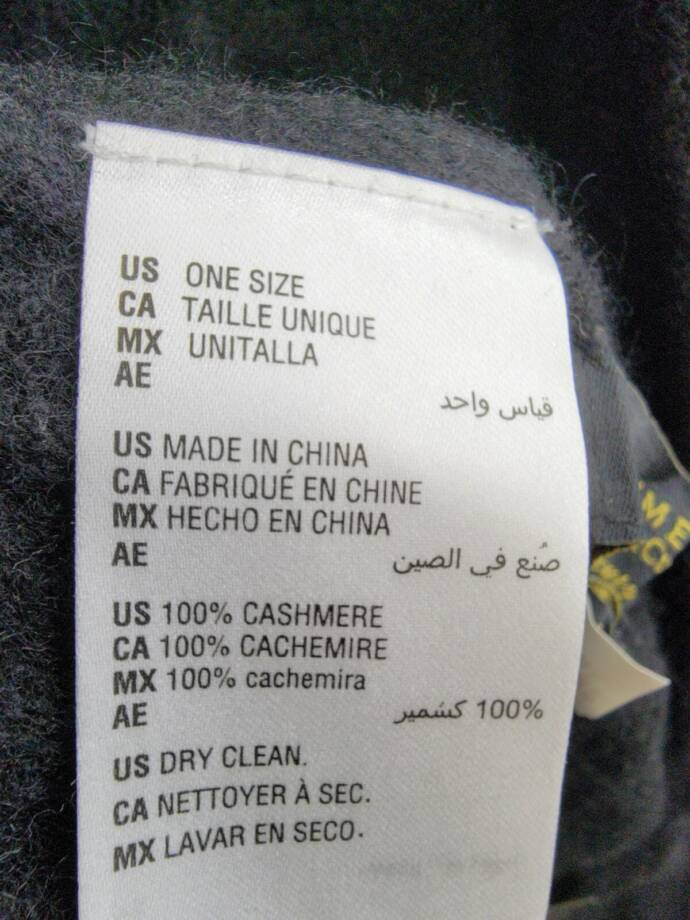 US ONE SIZE
CA TAILLE UNIQUE
MX UNITALLA
AE
قياس واحد
US MADE IN CHINA
CA FABRIQUÉ EN CHINE
MX HECHO EN CHINA
AE
صُنع في الصين
US 100% CASHMERE
CA 100% CACHEMIRE
MX 100% cachemira
AE
100% كشمير
US DRY CLEAN.
CA NETTOYER À SEC.
MX LAVAR EN SECO.